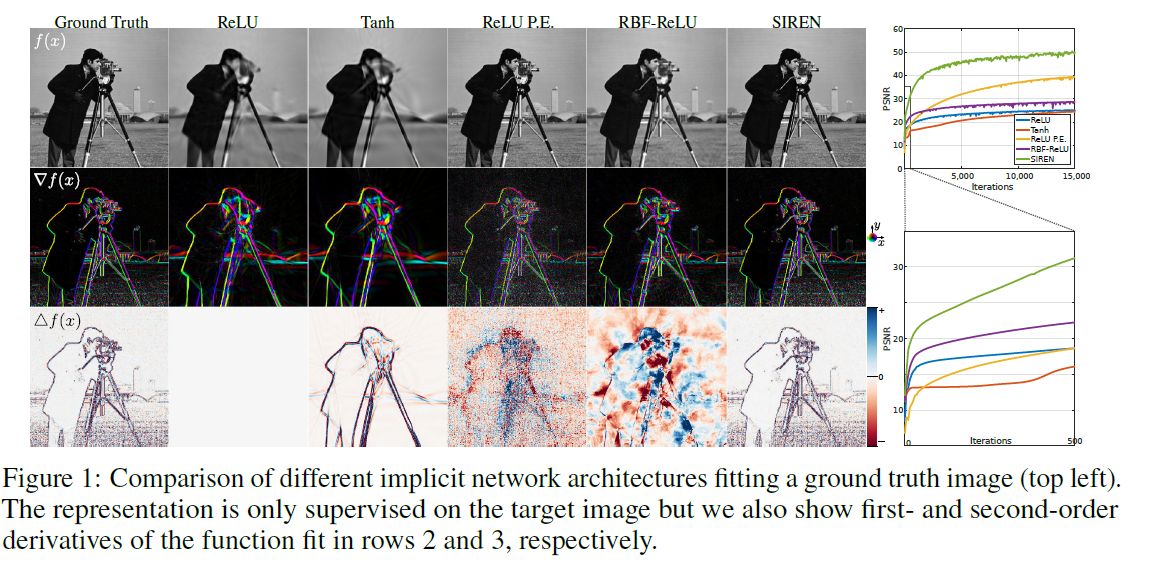 Ground Truth ReLU Tanh ReLU P.E. RBF-ReLU SIREN
f(x)
∇f(x)
△f(x)
y
x
+
0
−
60
50
40
30
20
10
0
PSNR
ReLU
Tanh
ReLU P.E.
RBF-ReLU
SIREN
5,000 10,000 15,000
Iterations
30
20
10
PSNR
0 Iterations 500
Figure 1: Comparison of different implicit network architectures fitting a ground truth image (top left).
The representation is only supervised on the target image but we also show first- and second-order
derivatives of the function fit in rows 2 and 3, respectively.